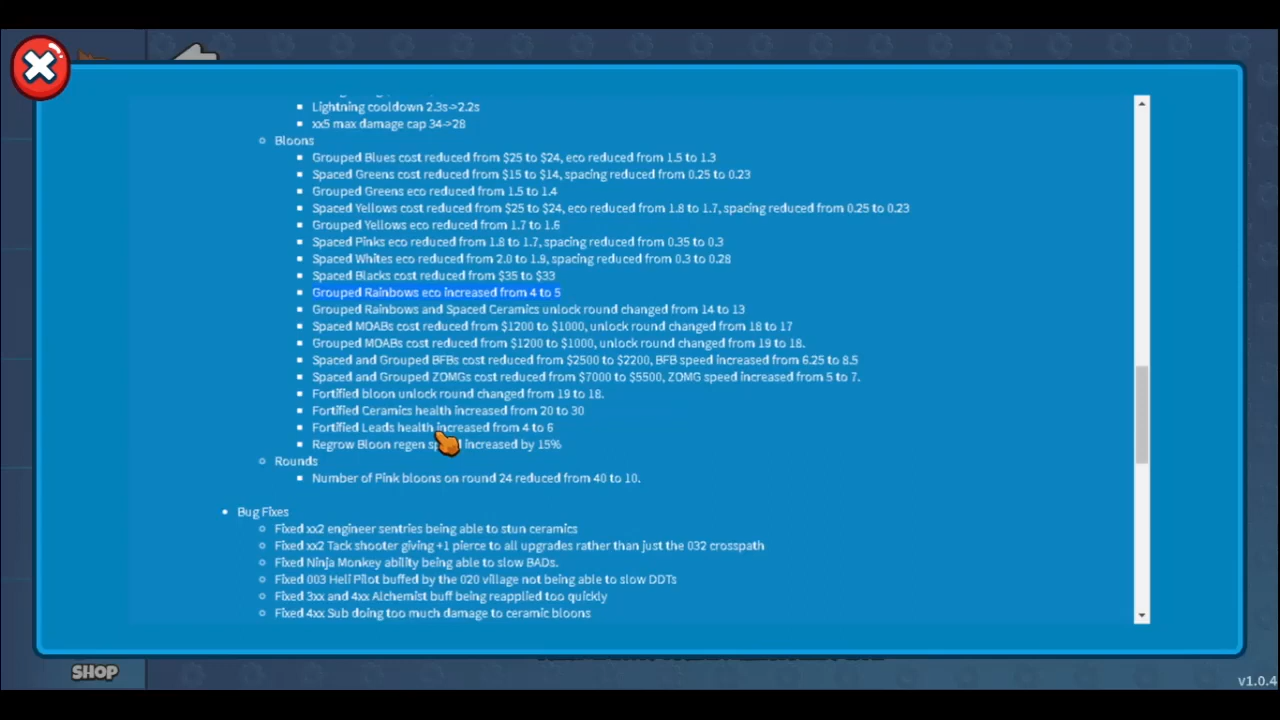 Lightning cooldown 2.3s->2.2s
xx5 max damage cap 34->28
Bloons
Grouped Blues cost reduced from $25 to $24, eco reduced from 1.5 to 1.3
Spaced Greens cost reduced from $15 to $14, spacing reduced from 0.25 to 0.23
Grouped Greens eco reduced from 1.5 to 1.4
Spaced Yellows cost reduced from $25 to $24, eco reduced from 1.8 to 1.7, spacing reduced from 0.25 to 0.23
Grouped Yellows eco reduced from 1.7 to 1.6
Spaced Pinks eco reduced from 1.8 to 1.7, spacing reduced from 0.35 to 0.3
Spaced Whites eco reduced from 2.0 to 1.9, spacing reduced from 0.3 to 0.28
Spaced Blacks cost reduced from $35 to $33
Grouped Rainbows eco increased from 4 to 5
Grouped Rainbows and Spaced Ceramics unlock round changed from 14 to 13
Spaced MOABs cost reduced from $1200 to $1000, unlock round changed from 18 to 17
Grouped MOABs cost reduced from $1200 to $1000, unlock round changed from 19 to 18.
Spaced and Grouped BFBs cost reduced from $2500 to $2200, BFB speed increased from 6.25 to 8.5
Spaced and Grouped ZOMGs cost reduced from $7000 to $5500, ZOMG speed increased from 5 to 7.
Fortified bloon unlock round changed from 19 to 18.
Fortified Ceramics health increased from 20 to 30
Fortified Leads health increased from 4 to 6
Regrow Bloon regen increased by 15%
Rounds
Number of Pink bloons on round 24 reduced from 40 to 10.
Bug Fixes
Fixed xx2 engineer sentries being able to stun ceramics
Fixed xx2 Tack shooter giving +1 pierce to all upgrades rather than just the 032 crosspath
Fixed Ninja Monkey ability being able to slow BADs.
Fixed 003 Heli Pilot buffed by the 020 village not being able to slow DDTs
Fixed 3xx and 4xx Alchemist buff being reapplied too quickly
Fixed 4xx Sub doing too much damage to ceramic bloons
SHOP
v1.0.4